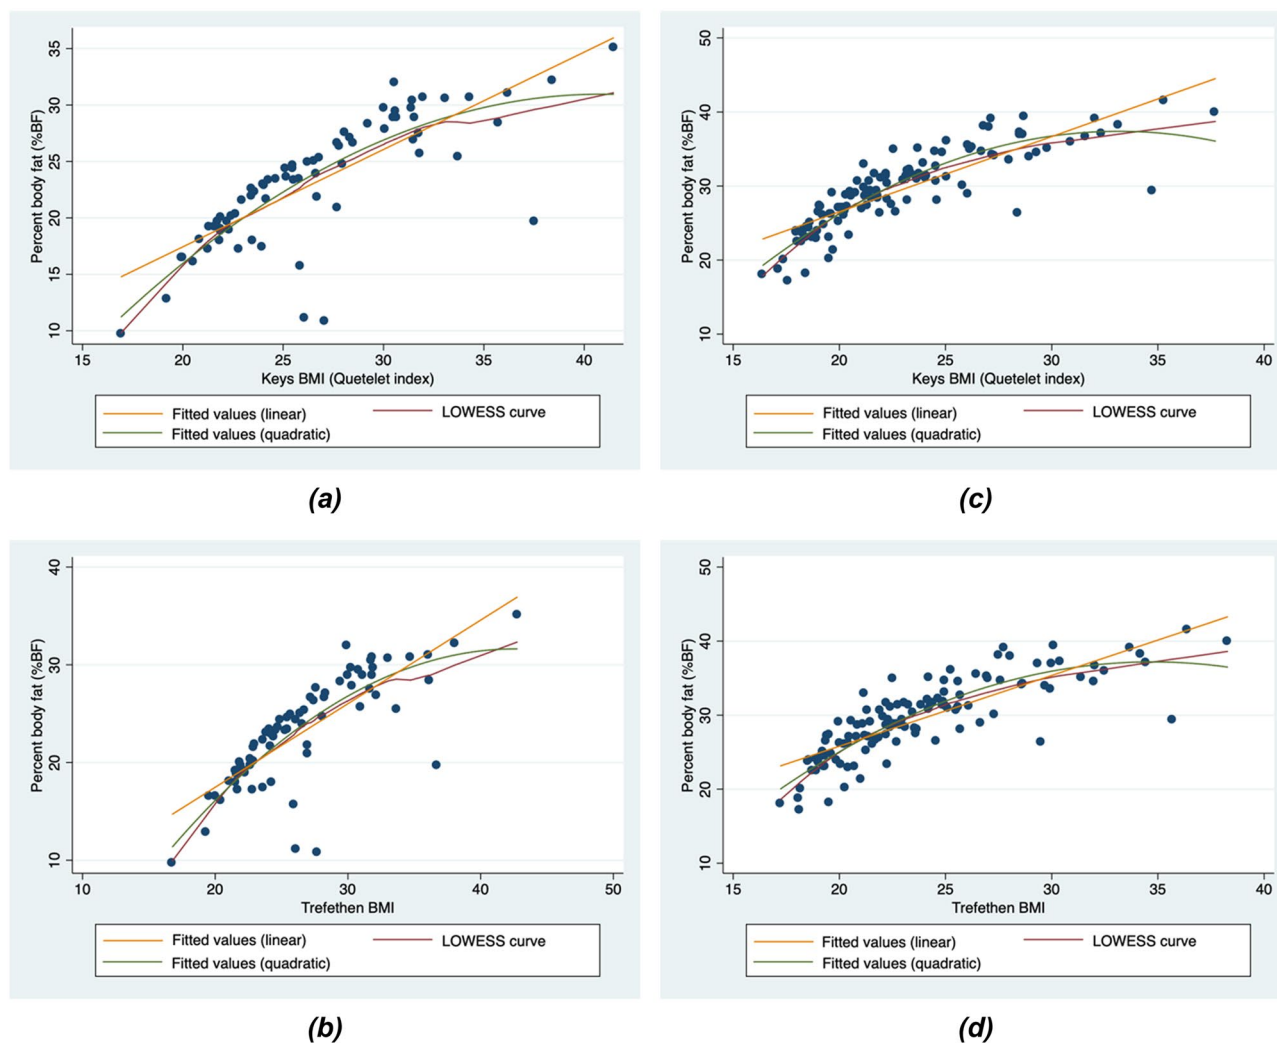 35
30
25
20
15
10
Percent body fat (%BF)
15 20 25 30 35 40
Keys BMI (Quetelet index)
Fitted values (linear) LOWESS curve
Fitted values (quadratic)
(a)
50
40
30
20
10
Percent body fat (%BF)
15 20 25 30 35 40
Keys BMI (Quetelet index)
Fitted values (linear) LOWESS curve
Fitted values (quadratic)
(c)
40
30
20
10
Percent body fat (%BF)
10 20 30 40 50
Trefethen BMI
Fitted values (linear) LOWESS curve
Fitted values (quadratic)
(b)
50
40
30
20
10
Percent body fat (%BF)
15 20 25 30 35 40
Trefethen BMI
Fitted values (linear) LOWESS curve
Fitted values (quadratic)
(d)